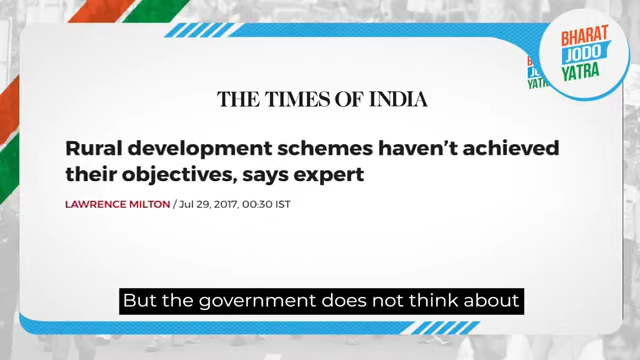 BHARAT
JODO
YATRA
THE TIMES OF INDIA
Rural development schemes haven't achieved
their objectives, says expert
LAWRENCE MILTON / Jul 29, 2017, 00:30 IST
But the government does not think about